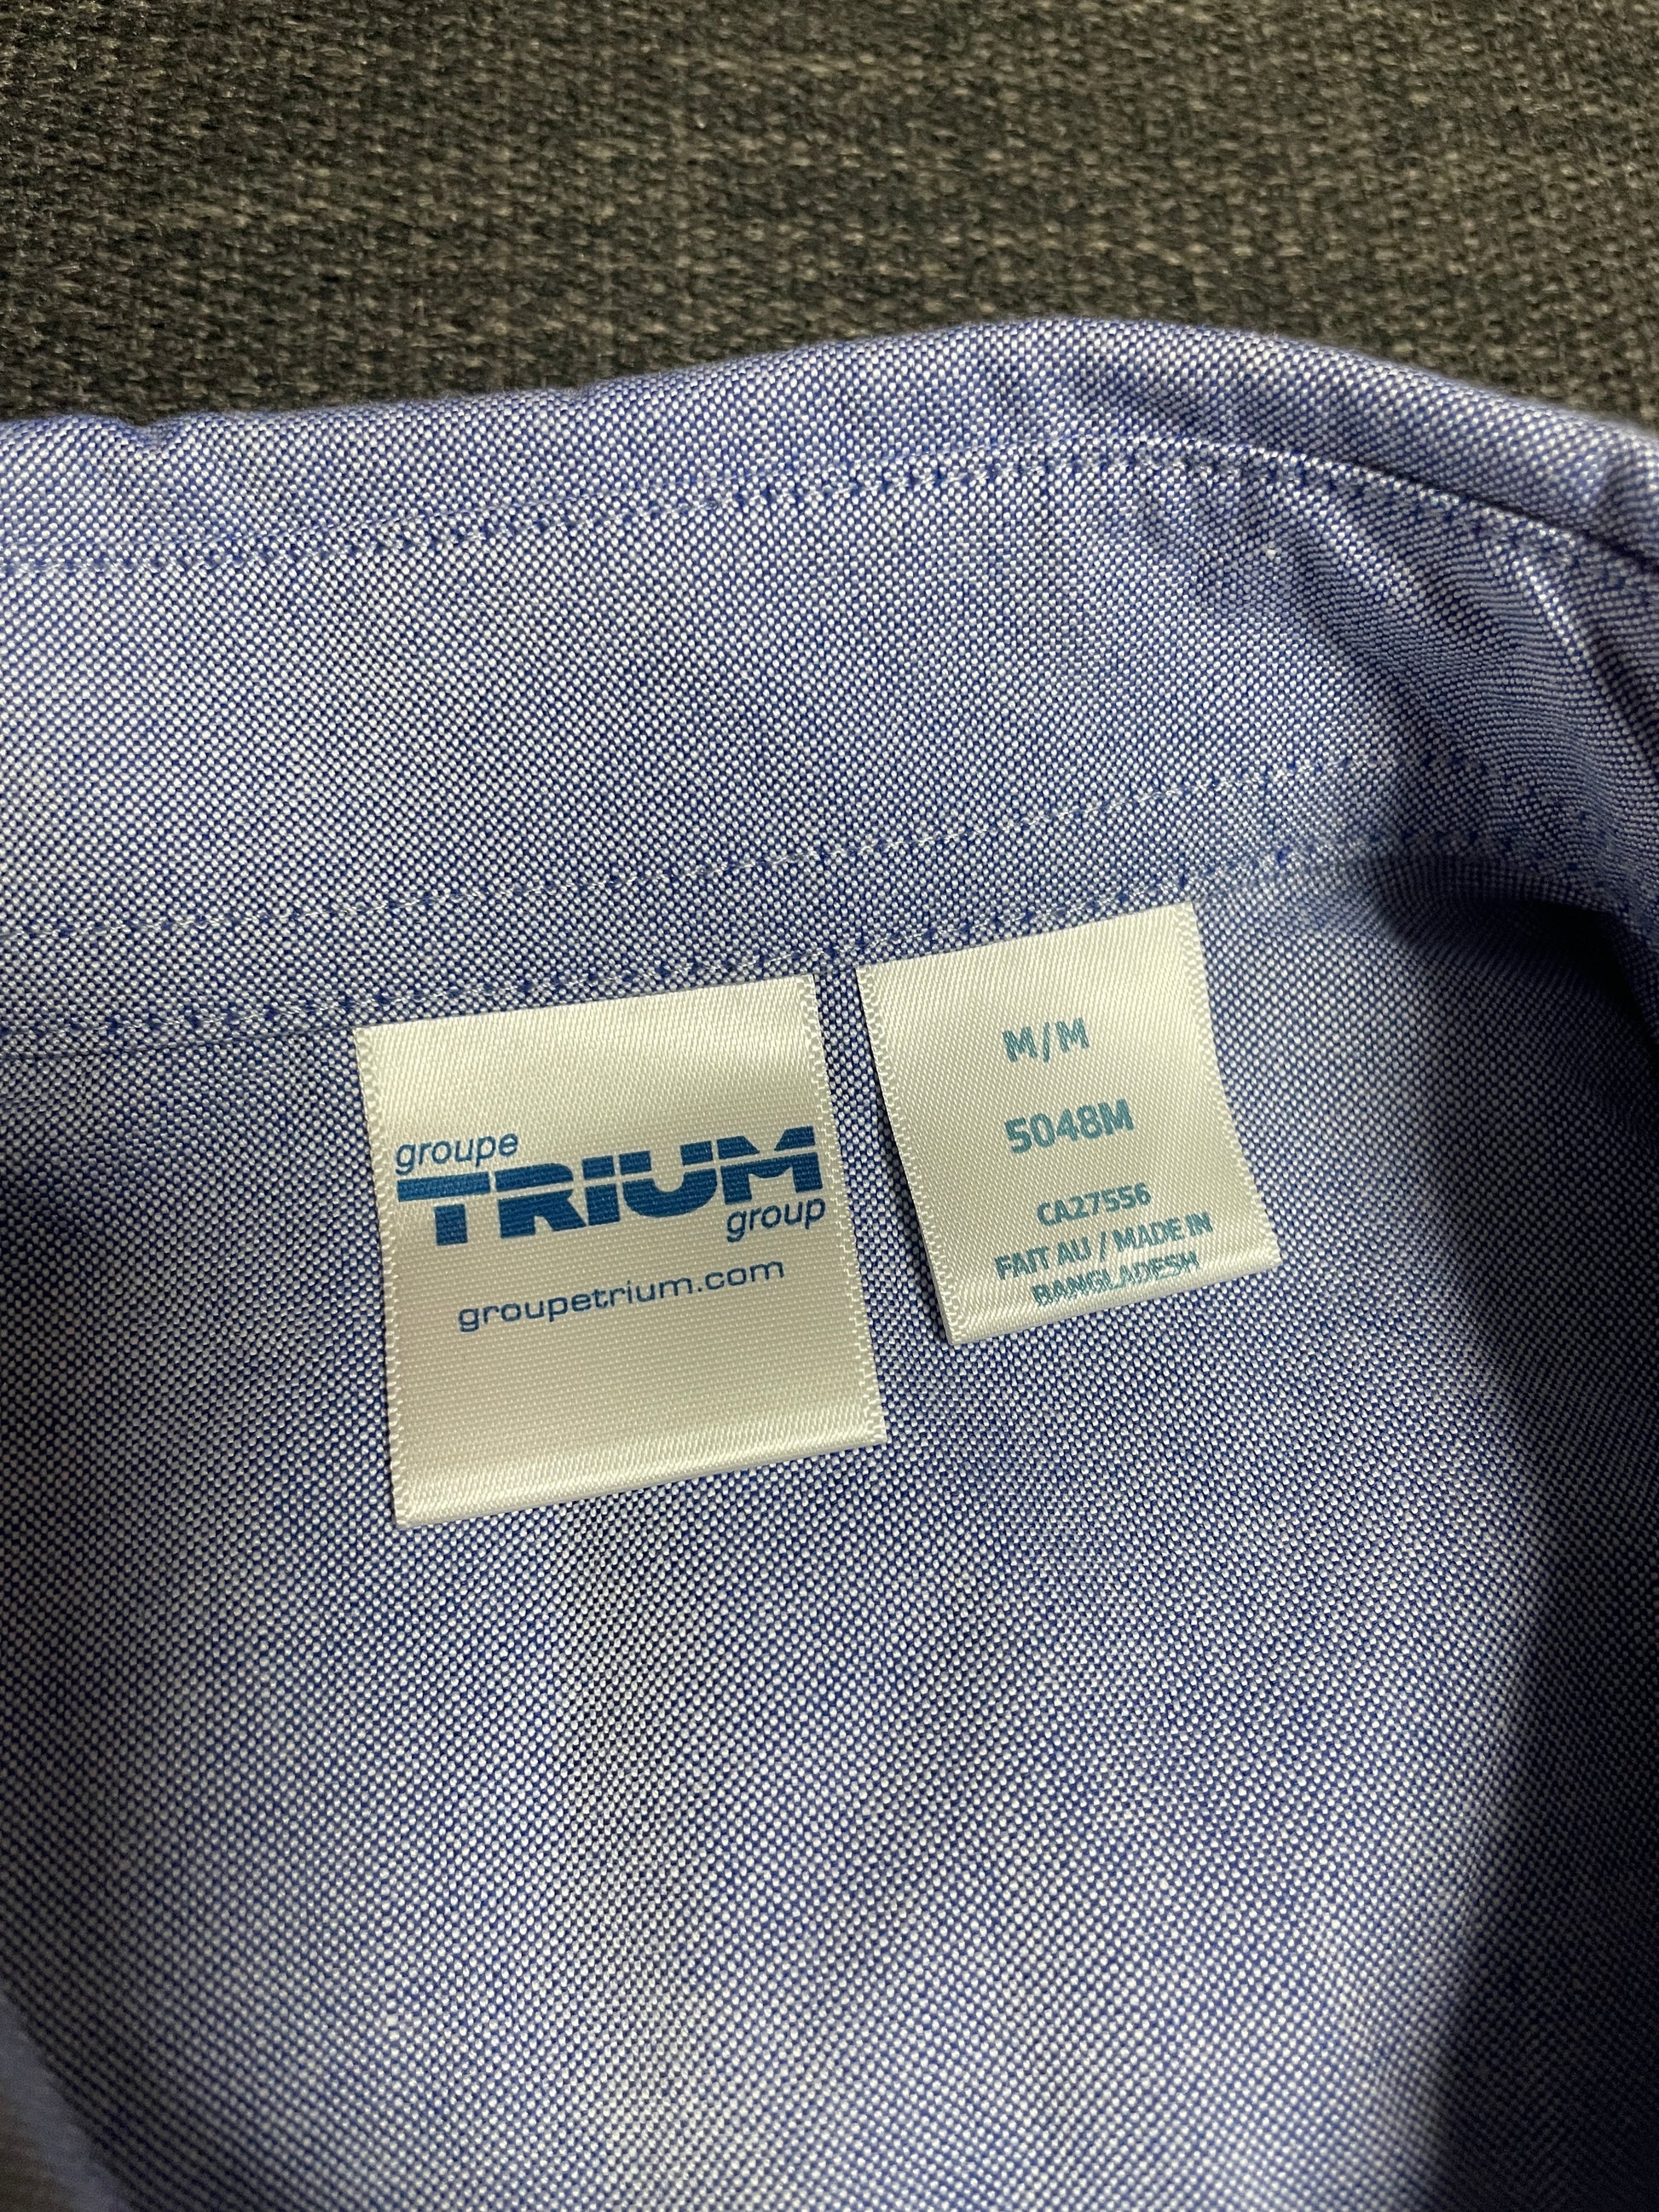 groupe
TRIUM
group
groupetrium.com
M/M
5048M
CA27556
FAIT AU / MADE IN
BANGLADESH